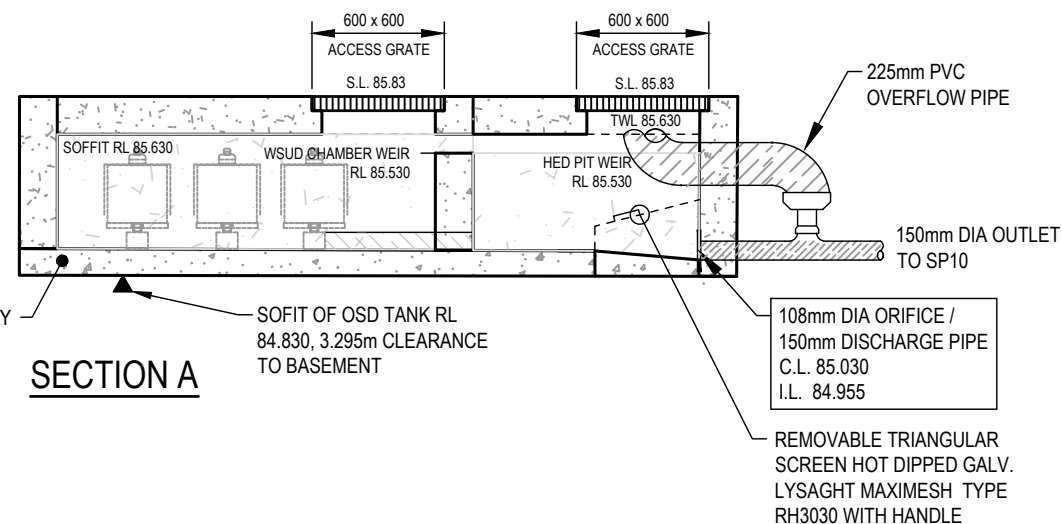 600 x 600
ACCESS GRATE
S.L. 85.83
600 x 600
ACCESS GRATE
S.L. 85.83
225mm PVC
OVERFLOW PIPE
TWL 85.630
SOFFIT RL 85.630
WSUD CHAMBER WEIR
RL 85.530
HED PIT WEIR
RL 85.530
150mm DIA OUTLET
TO SP10
Y
SOFIT OF OSD TANK RL
84.830, 3.295m CLEARANCE
TO BASEMENT
108mm DIA ORIFICE /
150mm DISCHARGE PIPE
C.L. 85.030
I.L. 84.955
SECTION A
REMOVABLE TRIANGULAR
SCREEN HOT DIPPED GALV.
LYSAGHT MAXIMESH TYPE
RH3030 WITH HANDLE